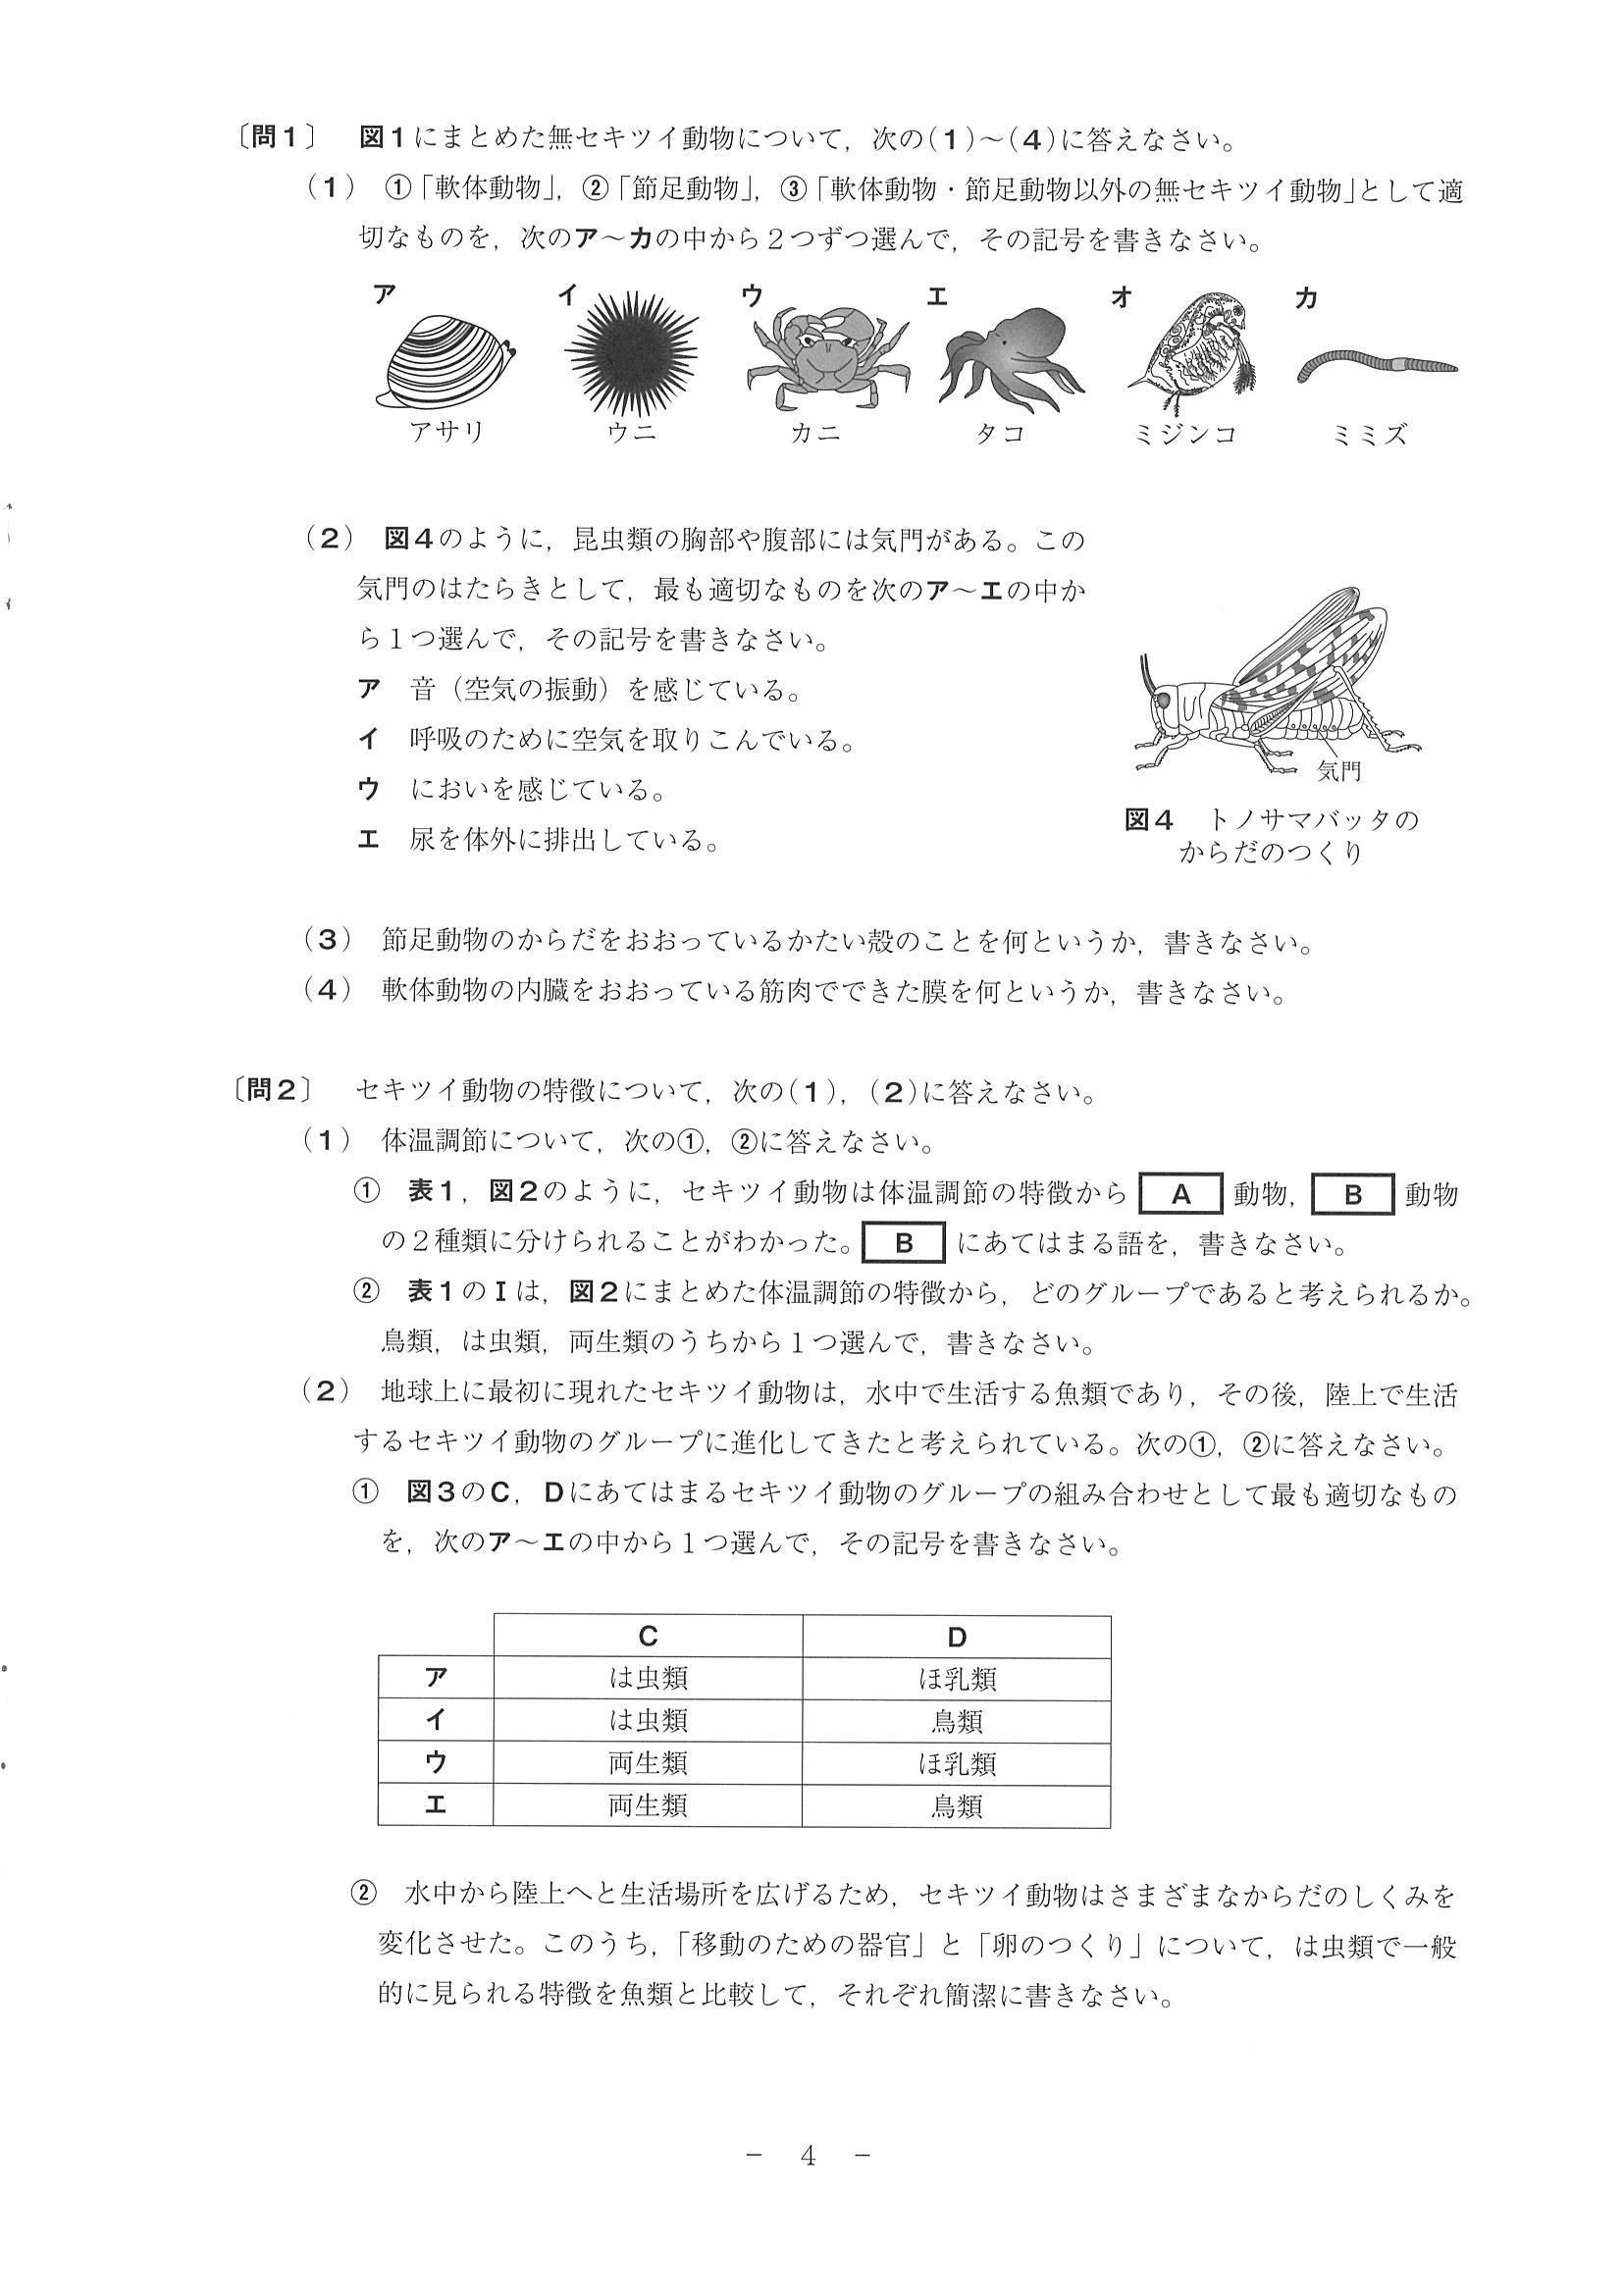 〔問１〕 図１にまとめた無セキツイ動物について，次の(１)～(４)に答えなさい。
(１) ①「軟体動物」，②「節足動物」，③「軟体動物・節足動物以外の無セキツイ動物」として適
切なものを，次のア～カの中から２つずつ選んで，その記号を書きなさい。
ア イ ウ エ オ カ
アサリ ウニ カニ タコ ミジンコ ミミズ
(２) 図４のように，昆虫類の胸部や腹部には気門がある。この
気門のはたらきとして，最も適切なものを次のア～エの中か
ら１つ選んで，その記号を書きなさい。
ア 音（空気の振動）を感じている。
イ 呼吸のために空気を取りこんでいる。
ウ においを感じている。
エ 尿を体外に排出している。
気門
図４ トノサマバッタの
からだのつくり
(３) 節足動物のからだをおおっているかたい殻のことを何というか，書きなさい。
(４) 軟体動物の内臓をおおっている筋肉でできた膜を何というか，書きなさい。
〔問２〕 セキツイ動物の特徴について，次の(１)，(２)に答えなさい。
(１) 体温調節について，次の①，②に答えなさい。
① 表１，図２のように，セキツイ動物は体温調節の特徴から A 動物， B 動物
の２種類に分けられることがわかった。 B にあてはまる語を，書きなさい。
② 表１のＩは，図２にまとめた体温調節の特徴から，どのグループであると考えられるか。
鳥類，は虫類，両生類のうちから１つ選んで，書きなさい。
(２) 地球上に最初に現れたセキツイ動物は，水中で生活する魚類であり，その後，陸上で生活
するセキツイ動物のグループに進化してきたと考えられている。次の①，②に答えなさい。
① 図３のC，Dにあてはまるセキツイ動物のグループの組み合わせとして最も適切なもの
を，次のア～エの中から１つ選んで，その記号を書きなさい。
C D
ア は虫類 ほ乳類
イ は虫類 鳥類
ウ 両生類 ほ乳類
エ 両生類 鳥類
② 水中から陸上へと生活場所を広げるため，セキツイ動物はさまざまなからだのしくみを
変化させた。このうち，「移動のための器官」と「卵のつくり」について，は虫類で一般
的に見られる特徴を魚類と比較して，それぞれ簡潔に書きなさい。
－ 4 －